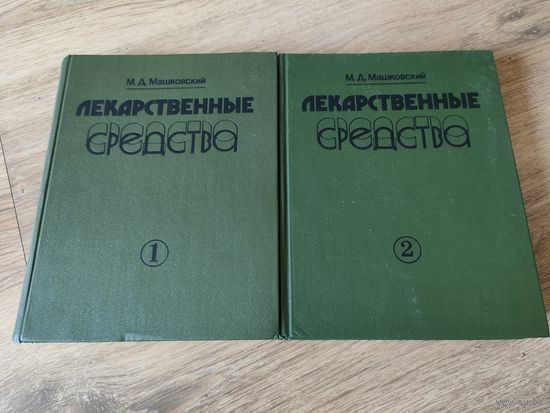 М. Д. Машковский
ЛЕКАРСТВЕННЫЕ
СРЕДСТВА
1
М. Д. Машковский
ЛЕКАРСТВЕННЫЕ
СРЕДСТВА
2